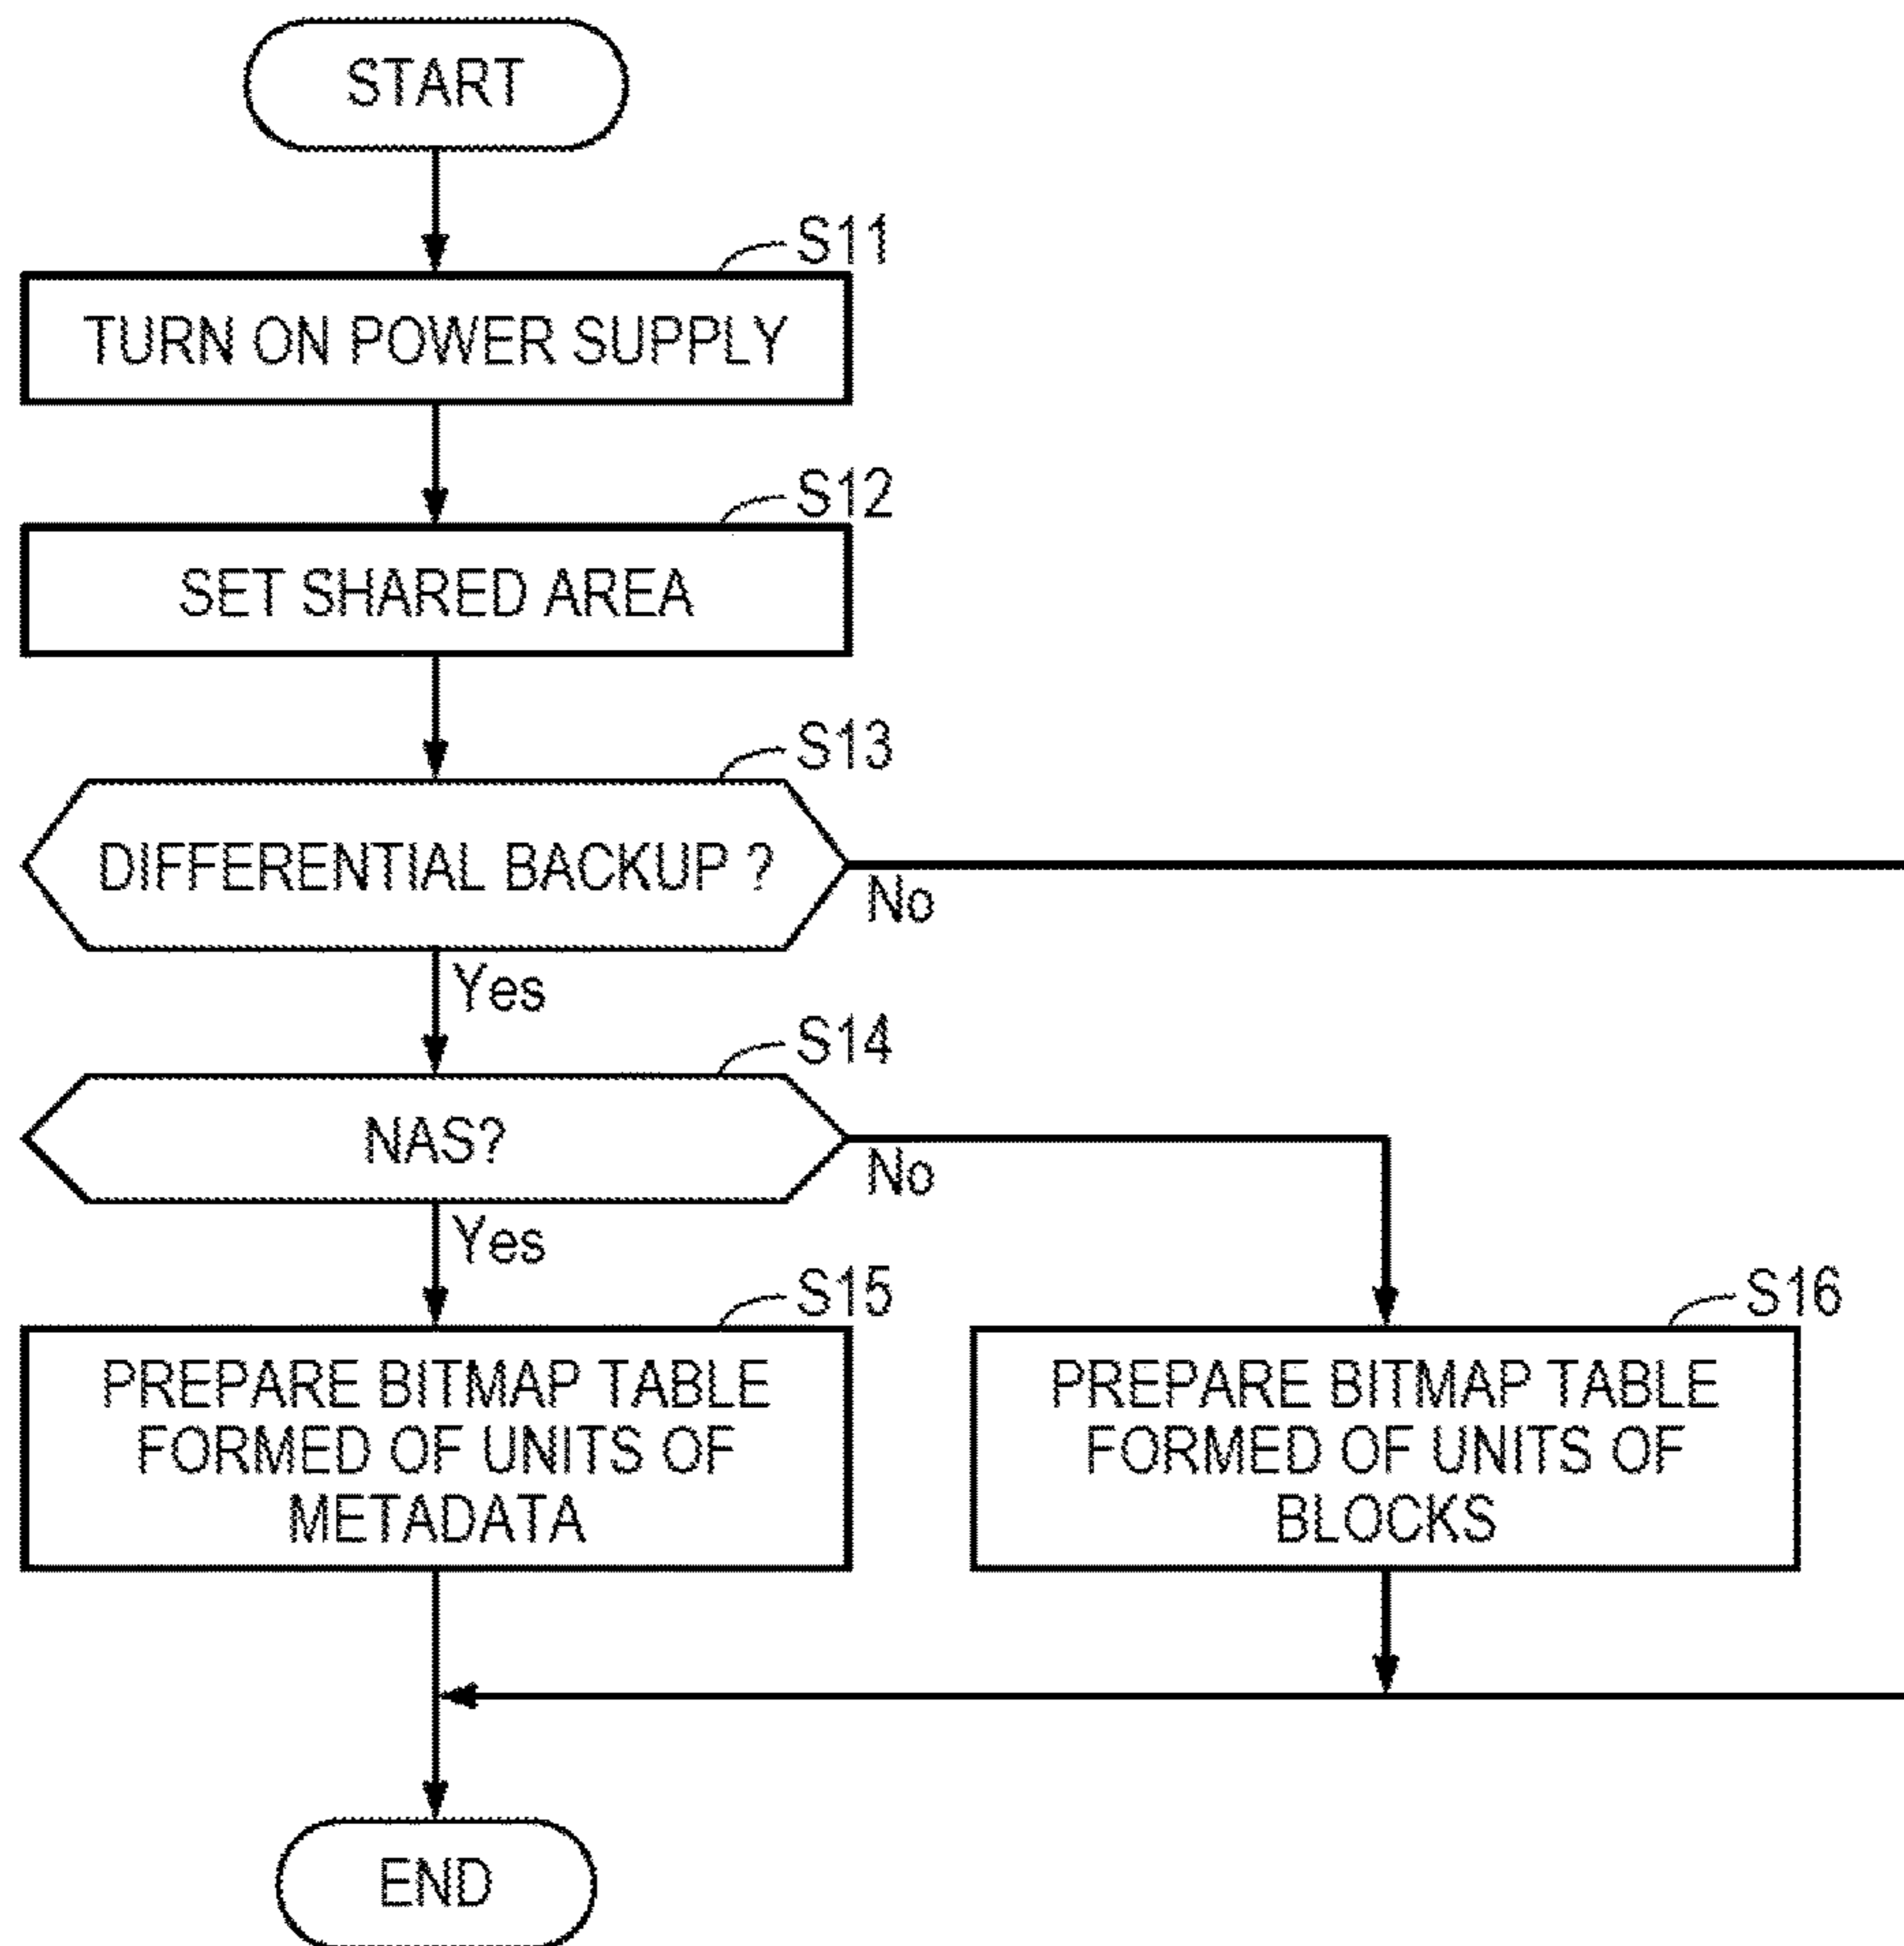 START
S11
TURN ON POWER SUPPLY
S12
SET SHARED AREA
S13
DIFFERENTIAL BACKUP ?
No
Yes
S14
NAS?
No
Yes
S15
PREPARE BITMAP TABLE
FORMED OF UNITS OF
METADATA
S16
PREPARE BITMAP TABLE
FORMED OF UNITS OF
BLOCKS
END